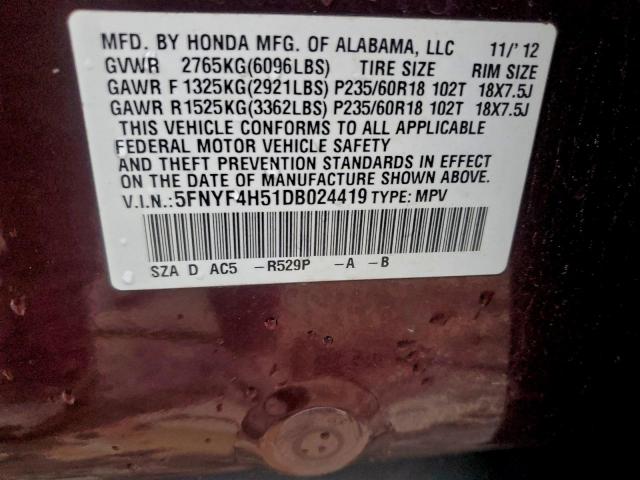 MFD. BY HONDA MFG. OF ALABAMA, LLC 11/'12
GVWR 2765KG(6096LBS) TIRE SIZE RIM SIZE
GAWR F 1325KG(2921LBS) P235/60R18 102T 18X7.5J
GAWR R 1525KG(3362LBS) P235/60R18 102T 18X7.5J
THIS VEHICLE CONFORMS TO ALL APPLICABLE
FEDERAL MOTOR VEHICLE SAFETY
AND THEFT PREVENTION STANDARDS IN EFFECT
ON THE DATE OF MANUFACTURE SHOWN ABOVE.
V.I.N.:5FNYF4H51DB024419 TYPE: MPV
SZA D AC5 -R529P -A -B